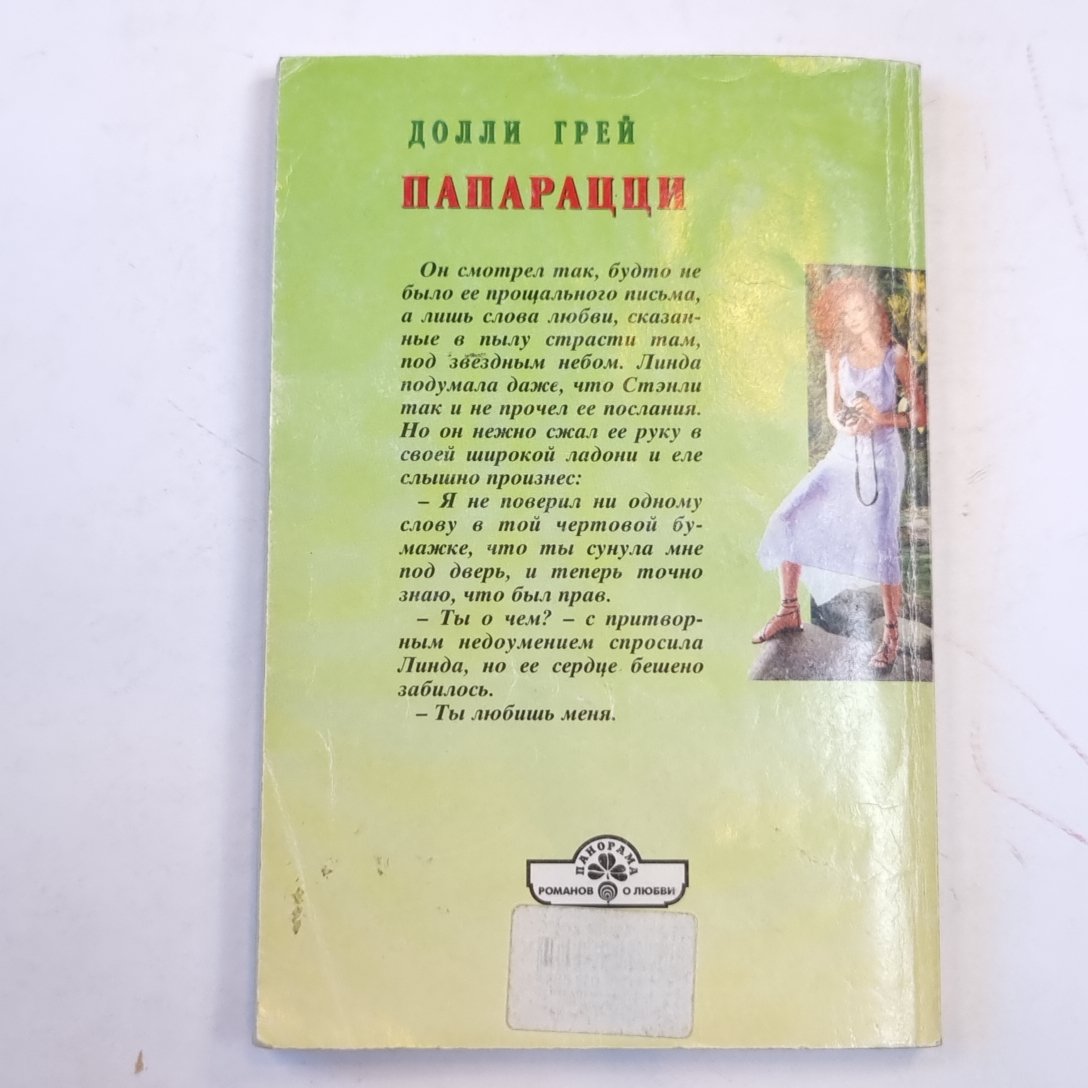 ДОЛЛИ ГРЕЙ
ПАПАРАЦЦИ
Он смотрел так, будто не
было ее прощального письма,
а лишь слова любви, сказан-
ные в пылу страсти там,
под звездным небом. Линда
подумала даже, что Стэнли
так и не прочел ее послания.
Но он нежно сжал ее руку в
своей широкой ладони и еле
слышно произнес:
– Я не поверил ни одному
слову в той чертовой бу-
мажке, что ты сунула мне
под дверь, и теперь точно
знаю, что был прав.
– Ты о чем? – с притвор-
ным недоумением спросила
Линда, но ее сердце бешено
забилось.
– Ты любишь меня.
ПАНОРАМА
РОМАНОВ О ЛЮБВИ